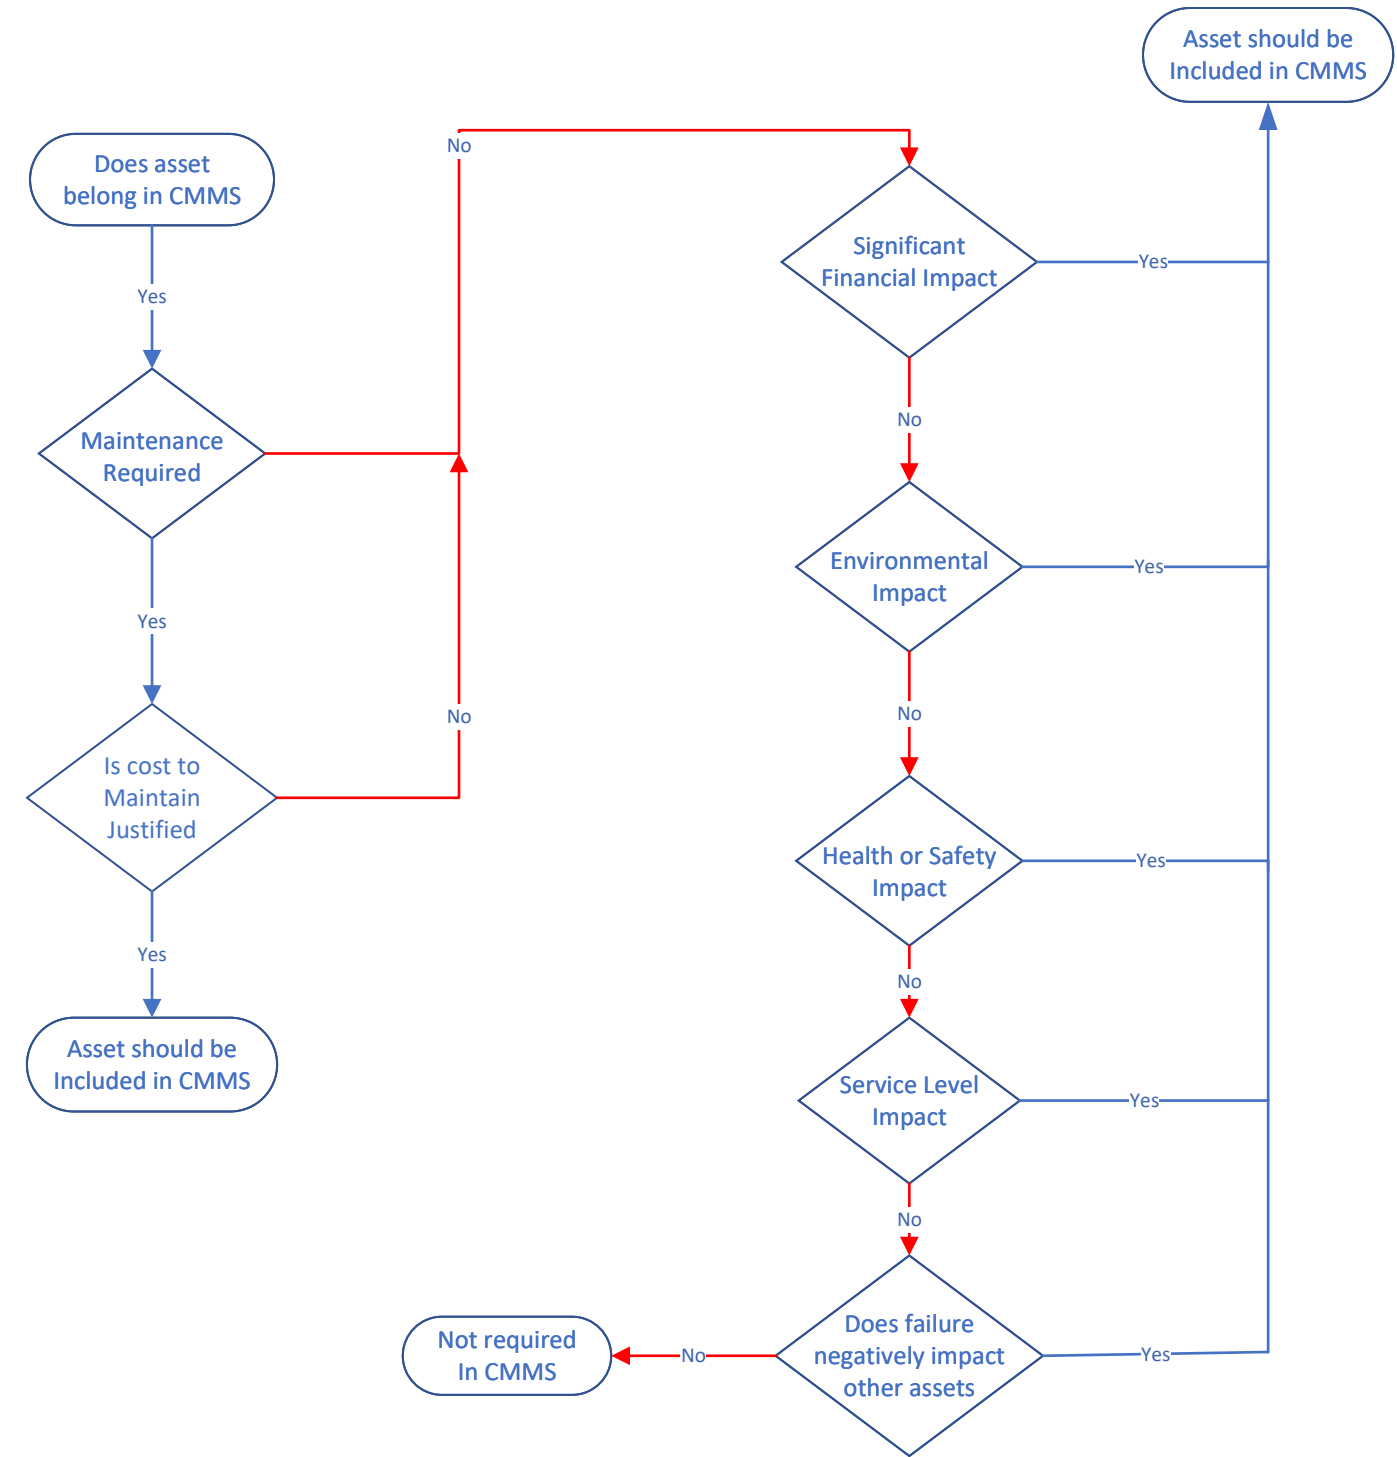 Does asset
belong in CMMS
Yes
Maintenance
Required
Yes
Is cost to
Maintain
Justified
Yes
Asset should be
Included in CMMS
No
No
Significant
Financial Impact
Yes
No
Environmental
Impact
Yes
No
Health or Safety
Impact
Yes
No
Service Level
Impact
Yes
No
Does failure
negatively impact
other assets
Yes
No
Not required
In CMMS
Asset should be
Included in CMMS